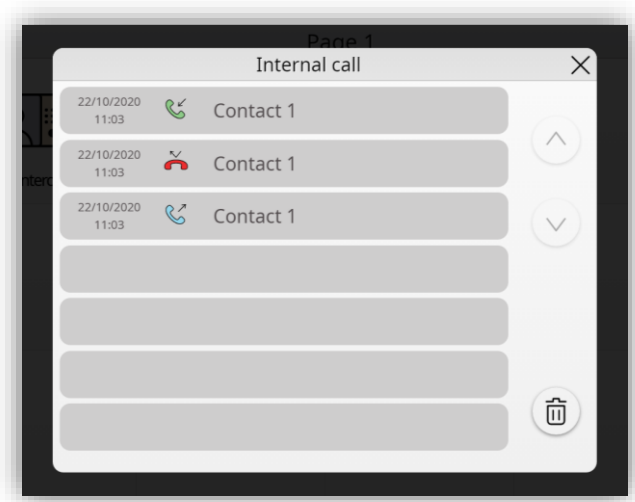 Page 1
Internal call
22/10/2020
11:03
Contact 1
22/10/2020
11:03
Contact 1
22/10/2020
11:03
Contact 1